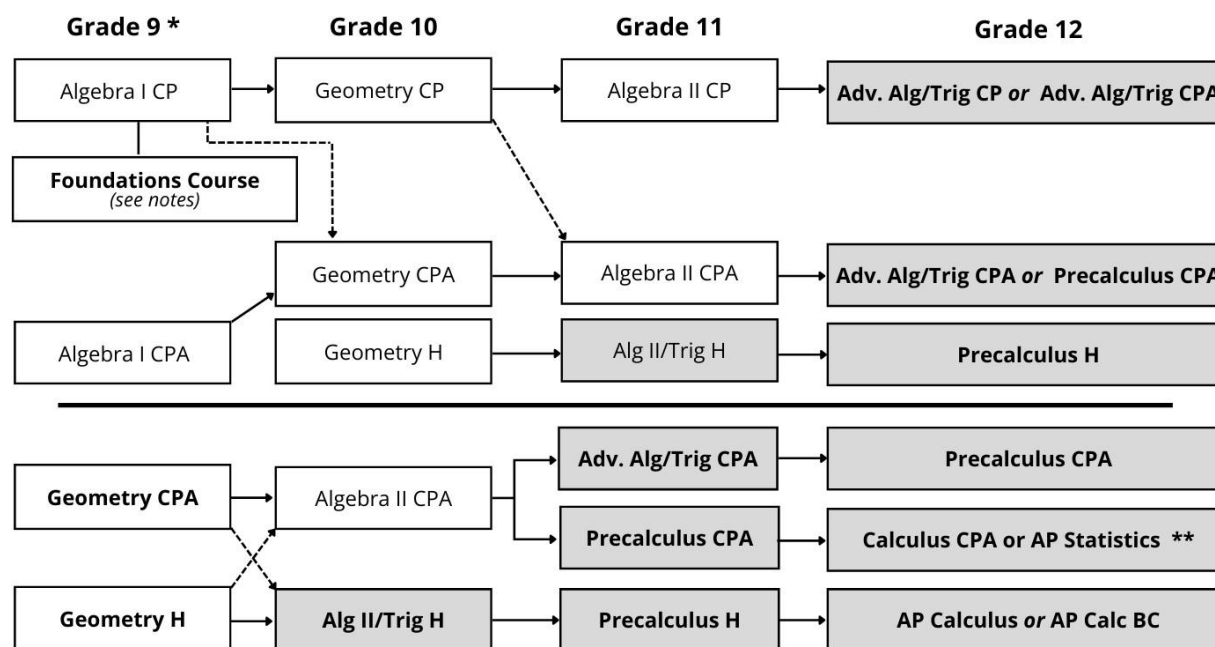 Grade 9 *
Grade 10
Grade 11
Grade 12
Algebra I CP
Geometry CP
Algebra II CP
Adv. Alg/Trig CP or Adv. Alg/Trig CPA
Foundations Course
(see notes)
Geometry CPA
Algebra II CPA
Adv. Alg/Trig CPA or Precalculus CPA
Algebra I CPA
Geometry H
Alg II/Trig H
Precalculus H
Adv. Alg/Trig CPA
Precalculus CPA
Geometry CPA
Algebra II CPA
Precalculus CPA
Calculus CPA or AP Statistics **
Geometry H
Alg II/Trig H
Precalculus H
AP Calculus or AP Calc BC